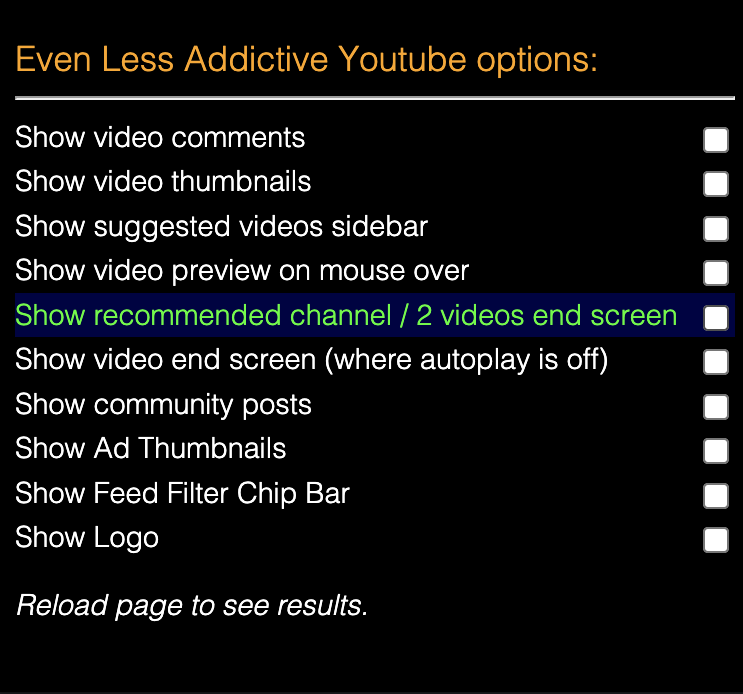 Even Less Addictive Youtube options:
Show video comments
Show video thumbnails
Show suggested videos sidebar
Show video preview on mouse over
Show recommended channel / 2 videos end screen
Show video end screen (where autoplay is off)
Show community posts
Show Ad Thumbnails
Show Feed Filter Chip Bar
Show Logo
Reload page to see results.